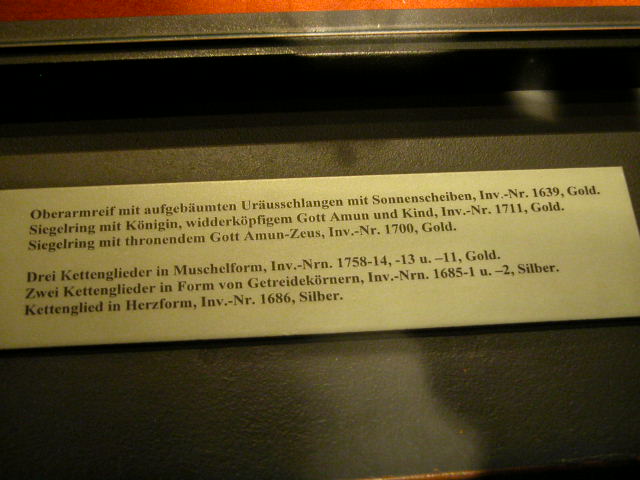 Oberarmreif mit aufgebäumten Uräusschlangen mit Sonnenscheiben, Inv.-Nr. 1639, Gold.
Siegelring mit Königin, widderköpfigem Gott Amun und Kind, Inv.-Nr. 1711, Gold.
Siegelring mit thronendem Gott Amun-Zeus, Inv.-Nr. 1700, Gold.
Drei Kettenglieder in Muschelform, Inv.-Nrn. 1758-14, -13 u. –11, Gold.
Zwei Kettenglieder in Form von Getreidekörnern, Inv.-Nrn. 1685-1 u. –2, Silber.
Kettenglied in Herzform, Inv.-Nr. 1686, Silber.